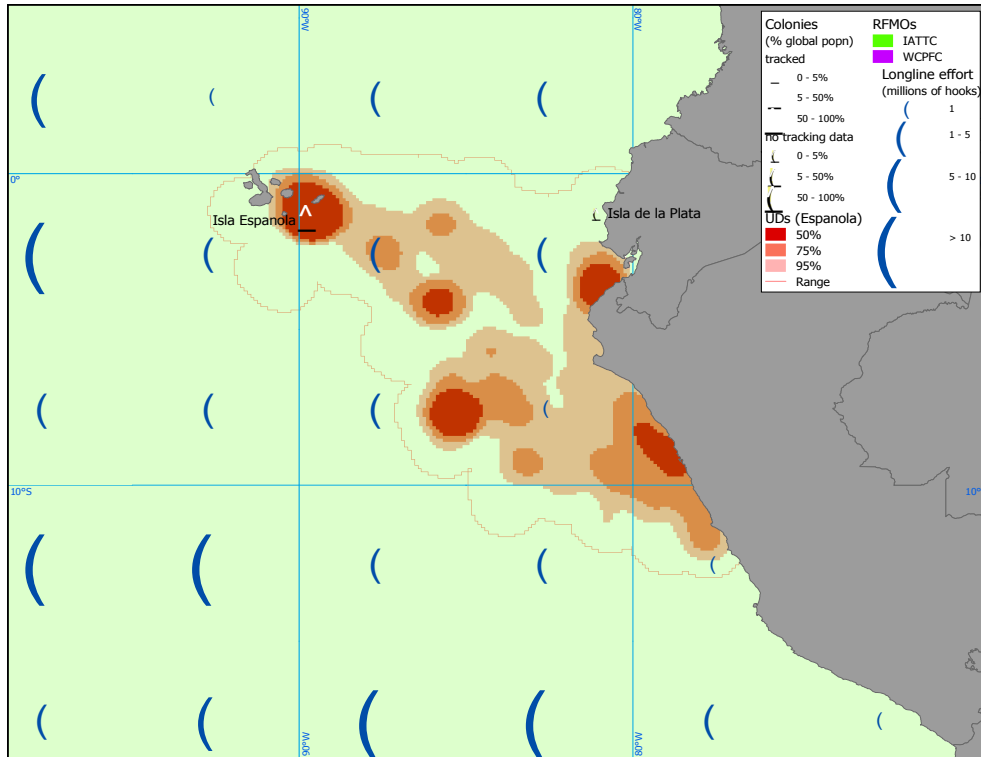 90°W
80°W
Colonies
(% global popn)
tracked
0 - 5%
5 - 50%
50 - 100%
no tracking data
0 - 5%
5 - 50%
50 - 100%
UDs (Espanola)
50%
75%
95%
Range
RFMOs
IATTC
WCPFC
Longline effort
(millions of hooks)
1
1 - 5
5 - 10
> 10
0°
Isla Espanola
Isla de la Plata
10°S
10°
90°W
80°W